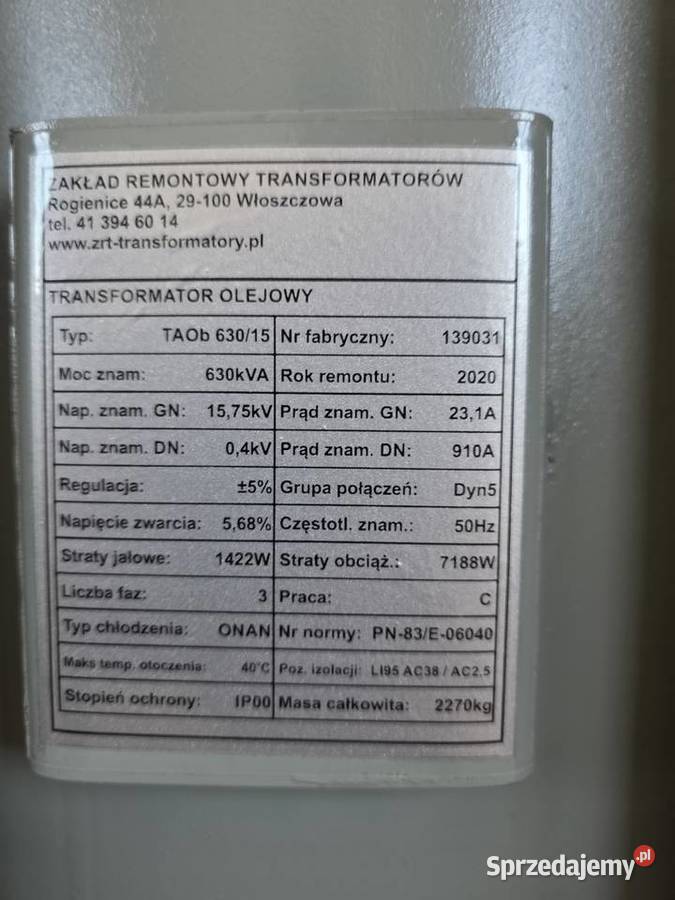 ZAKŁAD REMONTOWY TRANSFORMATORÓW
Rogienice 44A, 29-100 Włoszczowa
tel. 41 394 60 14
www.zrt-transformatory.pl
TRANSFORMATOR OLEJOWY
Typ: TAOb 630/15 Nr fabryczny: 139031
Moc znam: 630kVA Rok remontu: 2020
Nap. znam. GN: 15,75kV Prąd znam. GN: 23,1A
Nap. znam. DN: 0,4kV Prąd znam. DN: 910A
Regulacja: ±5% Grupa połączeń: Dyn5
Napięcie zwarcia: 5,68% Częstotl. znam.: 50Hz
Straty jałowe: 1422W Straty obciąż.: 7188W
Liczba faz: 3 Praca: C
Typ chłodzenia: ONAN Nr normy: PN-83/E-06040
Maks temp. otoczenia: 40°C Poz. izolacji: LI95 AC38 / AC2.5
Stopień ochrony: IP00 Masa całkowita: 2270kg
Sprzedajemy.pl